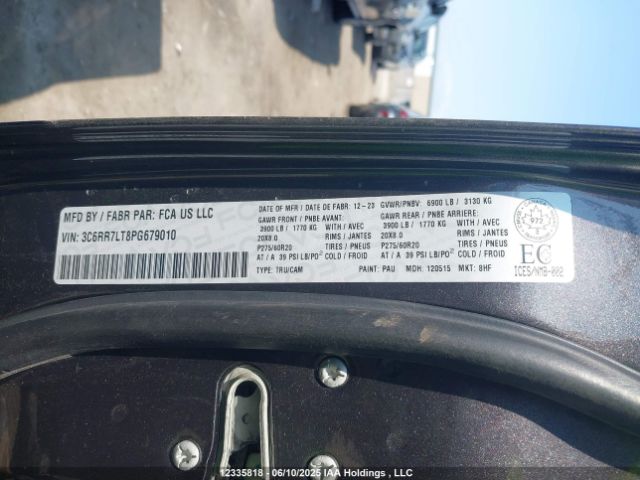 MFD BY / FABR PAR: FCA US LLC
VIN: 3C6RR7LT8PG679010
DATE OF MFR / DATE DE FABR: 12-23
GVWR/PNBV: 6900 LB / 3130 KG
GAWR FRONT / PNBE AVANT:
GAWR REAR / PNBE ARRIERE:
3900 LB / 1770 KG WITH / AVEC
3900 LB / 1770 KG WITH / AVEC
20X8.0 RIMS / JANTES
20X8.0 RIMS / JANTES
P275/60R20 TIRES / PNEUS
P275/60R20 TIRES / PNEUS
AT / A 39 PSI LB/PO² COLD / FROID
AT / A 39 PSI LB/PO² COLD / FROID
TYPE: TRU/CAM
PAINT: PAU MDH: 120515 MKT: 8HF
972
EC
ICES/NMB-002
12335818 - 06/10/2025 IAA Holdings , LLC